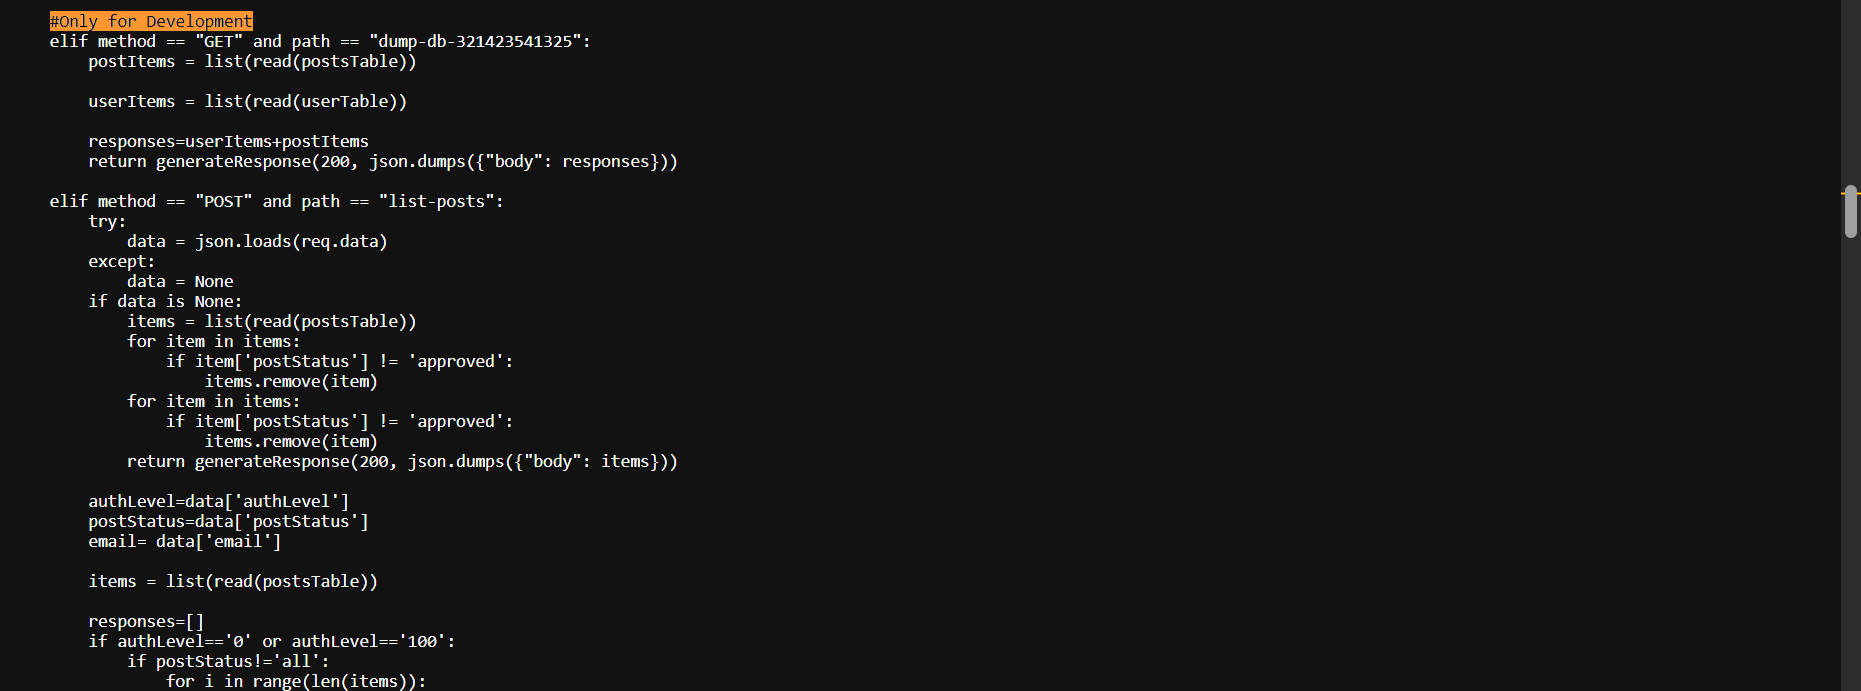 #Only for Development
elif method == "GET" and path == "dump-db-321423541325":
postItems = list(read(postsTable))
userItems = list(read(userTable))
responses=userItems+postItems
return generateResponse(200, json.dumps({"body": responses}))
elif method == "POST" and path == "list-posts":
try:
data = json.loads(req.data)
except:
data = None
if data is None:
items = list(read(postsTable))
for item in items:
if item['postStatus'] != 'approved':
items.remove(item)
for item in items:
if item['postStatus'] != 'approved':
items.remove(item)
return generateResponse(200, json.dumps({"body": items}))
authLevel=data['authLevel']
postStatus=data['postStatus']
email= data['email']
items = list(read(postsTable))
responses=[]
if authLevel=='0' or authLevel=='100':
if postStatus!='all':
for i in range(len(items)):